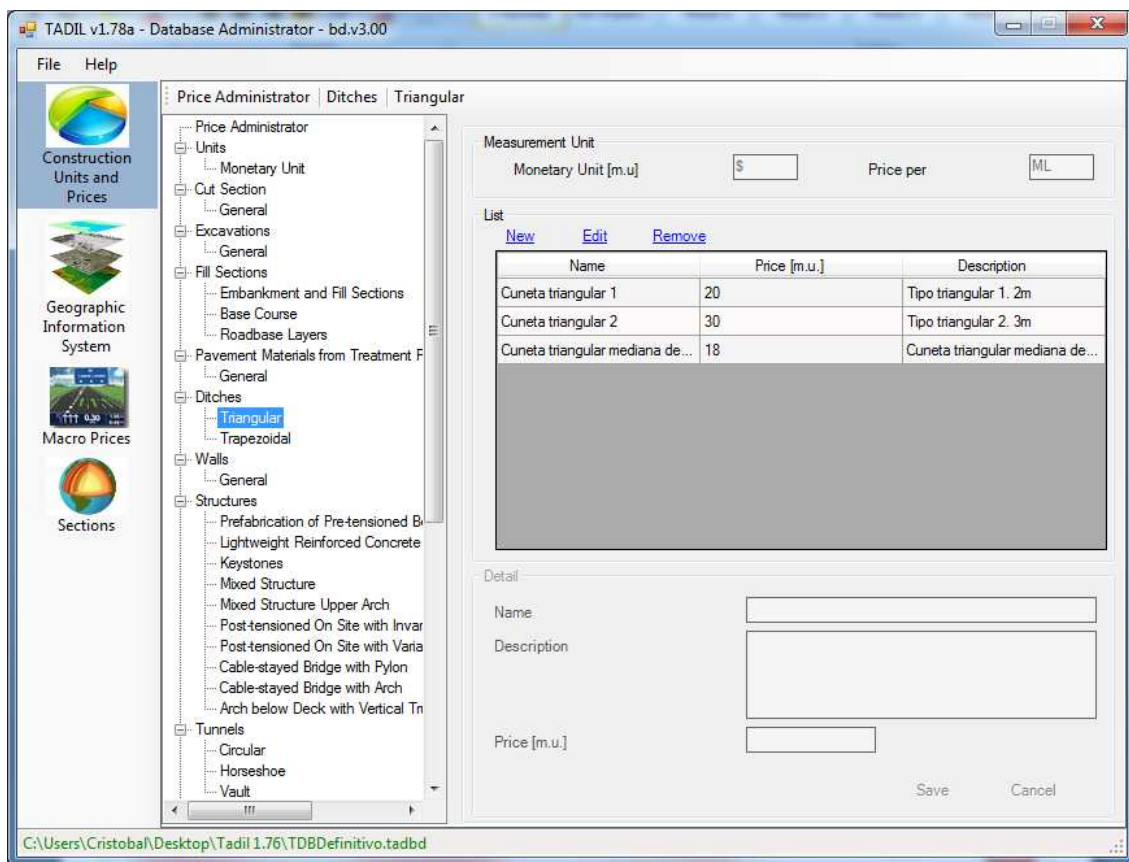 TADIL v1.78a - Database Administrator - bd.v3.00
File Help
Construction
Units and
Prices
Geographic
Information
System
Macro Prices
Sections
Price Administrator Ditches Triangular
Price Administrator
Units
Monetary Unit
Cut Section
General
Excavations
General
Fill Sections
Embankment and Fill Sections
Base Course
Roadbase Layers
Pavement Materials from Treatment F
General
Ditches
Triangular
Trapezoidal
Walls
General
Structures
Prefabrication of Pre-tensioned Be
Lightweight Reinforced Concrete
Keystones
Mixed Structure
Mixed Structure Upper Arch
Post-tensioned On Site with Invar
Post-tensioned On Site with Varia
Cable-stayed Bridge with Pylon
Cable-stayed Bridge with Arch
Arch below Deck with Vertical
Tunnels
Circular
Horseshoe
Vault
Measurement Unit
Monetary Unit [m.u] $ Price per ML
List
New Edit Remove
Name Price [m.u.] Description
Cuneta triangular 1 20 Tipo triangular 1. 2m
Cuneta triangular 2 30 Tipo triangular 2. 3m
Cuneta triangular mediana de... 18 Cuneta triangular mediana de...
Detail
Name
Description
Price [m.u.]
Save Cancel
C:\Users\Cristobal\Desktop\Tadil 1.76\TDBDefinitivo.tadbd